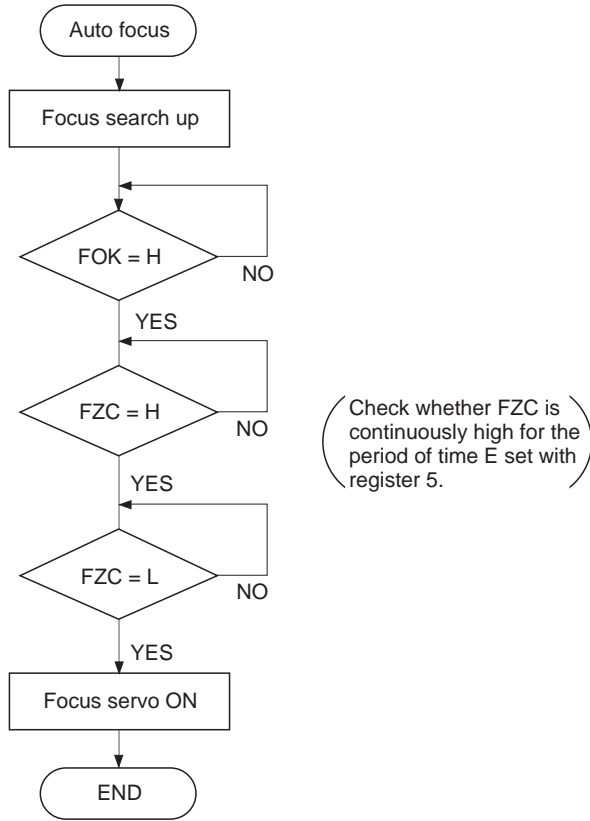 Auto focus
Focus search up
FOK = H
NO
YES
FZC = H
NO
Check whether FZC is
continuously high for the
period of time E set with
register 5.
YES
FZC = L
NO
YES
Focus servo ON
END